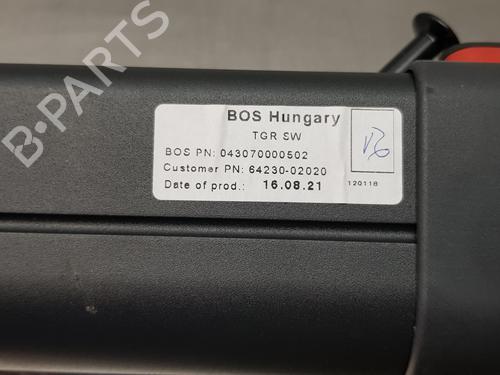 BOS Hungary
TGR SW
BOS PN: 043070000502
Customer PN: 64230-02020
Date of prod.: 16.08.21
120118
B-PARTS